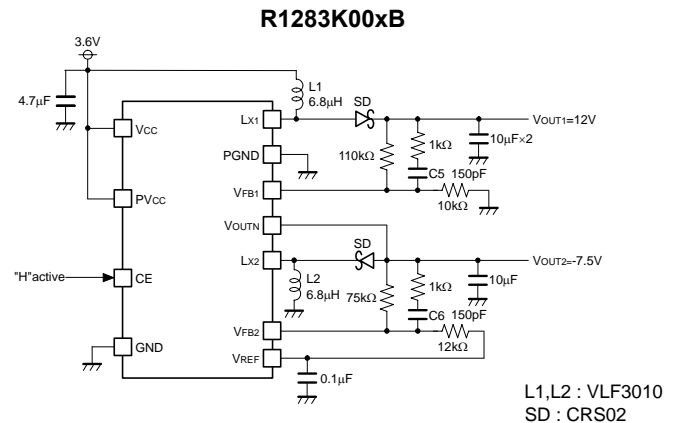 R1283K00xB
3.6V
4.7μF
L1
6.8μH
SD
LX1
VOUT1=12V
VCC
1kΩ
10μF×2
PGND
110kΩ
C5 150pF
PVCC
VFB1
10kΩ
VOUTN
SD
LX2
VOUT2=-7.5V
"H"active
CE
L2
6.8μH
1kΩ
10μF
75kΩ
C6 150pF
VFB2
12kΩ
GND
VREF
0.1μF
L1,L2 : VLF3010
SD : CRS02